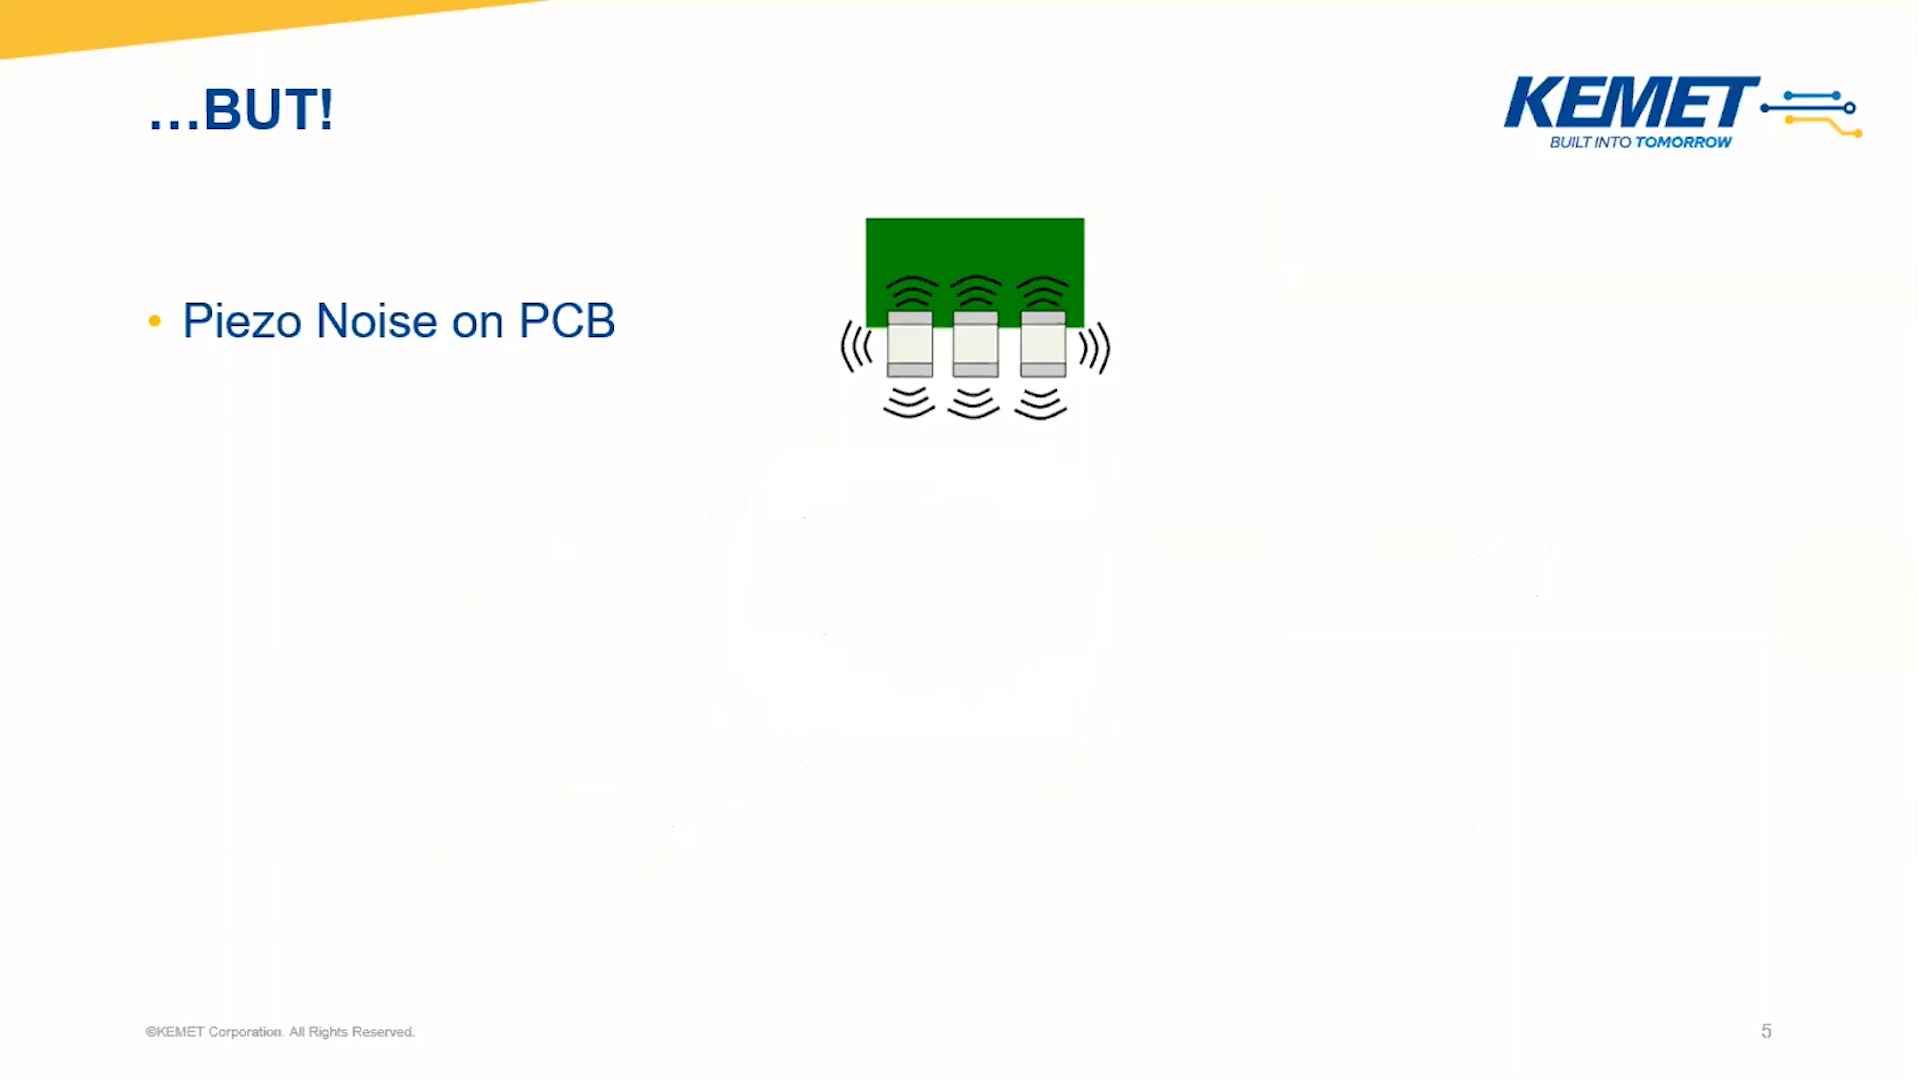 ...BUT!
KEMET
BUILT INTO TOMORROW
• Piezo Noise on PCB
©KEMET Corporation. All Rights Reserved.
5